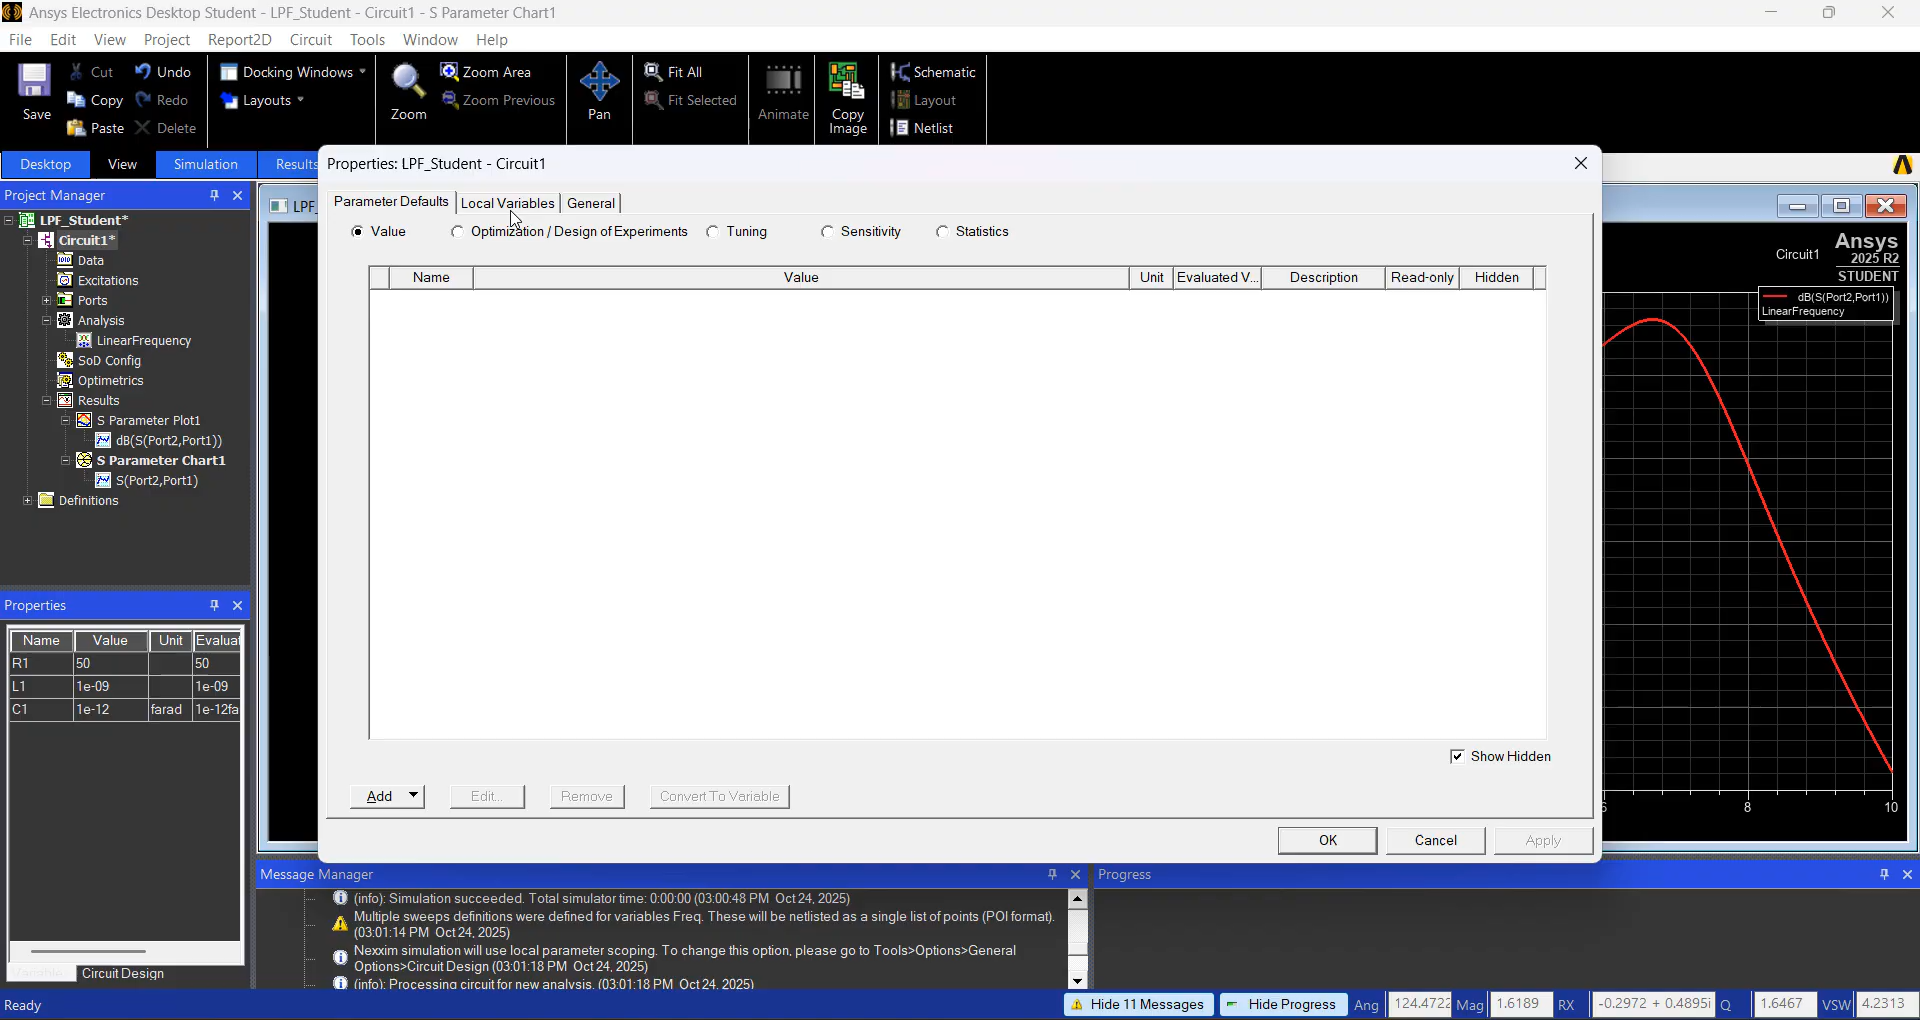 Ansys Electronics Desktop Student - LPF_Student - Circuit1 - S Parameter Chart1
File Edit View Project Report2D Circuit Tools Window Help
Save
Cut
Copy
Paste
Undo
Redo
Delete
Docking Windows
Layouts
Zoom
Zoom Area
Zoom Previous
Pan
Fit All
Fit Selected
Animate
Copy
Image
Schematic
Layout
Netlist
Desktop View Simulation Results
Project Manager
LPF_Student*
Circuit1*
Data
Excitations
Ports
Analysis
LinearFrequency
SoD Config
Optimetrics
Results
S Parameter Plot1
dB(S(Port2,Port1))
S Parameter Chart1
S(Port2,Port1)
Definitions
Properties
Name Value Unit Evaluat
R1 50 50
L1 1e-09 1e-09
C1 1e-12 farad 1e-12fa
Circuit Design
LPF_
Properties: LPF_Student - Circuit1
Parameter Defaults Local Variables General
Value Optimization / Design of Experiments Tuning Sensitivity Statistics
Name Value Unit Evaluated V... Description Read-only Hidden
Show Hidden
Add Edit... Remove Convert To Variable
OK Cancel Apply
Circuit1
Ansys
2025 R2
STUDENT
dB(S(Port2,Port1))
LinearFrequency
8 10
Message Manager
(info): Simulation succeeded. Total simulator time: 0:00:00 (03:00:48 PM Oct 24, 2025)
Multiple sweeps definitions were defined for variables Freq. These will be netlisted as a single list of points (POI format).
(03:01:14 PM Oct 24, 2025)
Nexxim simulation will use local parameter scoping. To change this option, please go to Tools>Options>General
Options>Circuit Design (03:01:18 PM Oct 24, 2025)
(info): Processing circuit for new analysis. (03:01:18 PM Oct 24, 2025)
Progress
Ready
Hide 11 Messages Hide Progress Ang 124.4722 Mag 1.6189 RX -0.2972 + 0.4895i Q 1.6467 VSW 4.2313